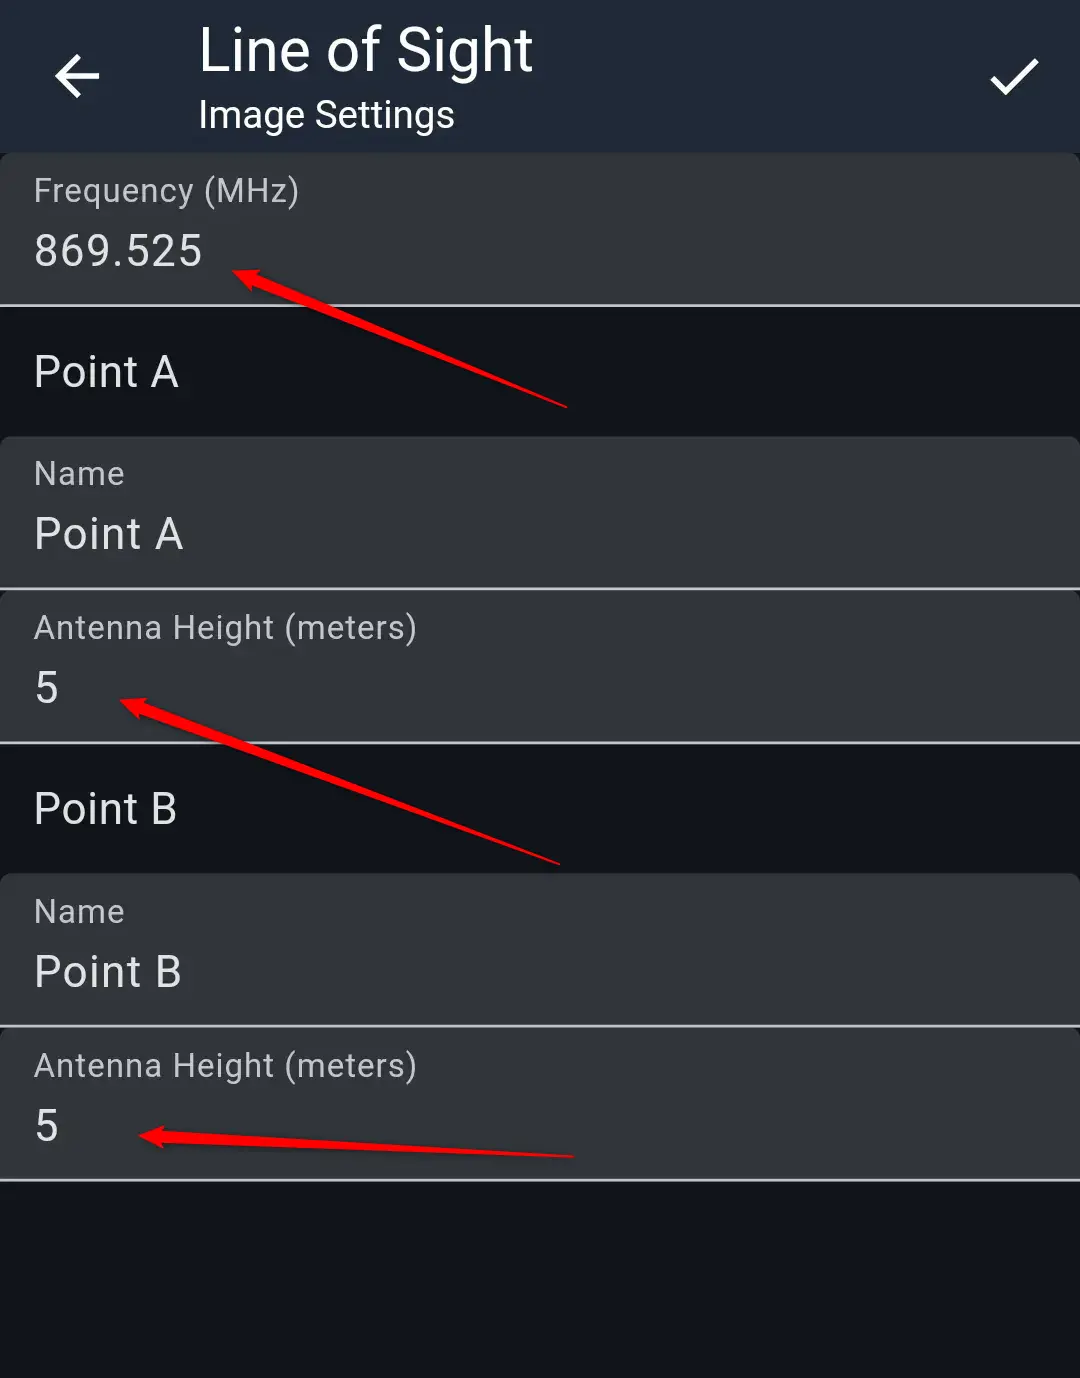 Line of Sight
Image Settings
Frequency (MHz)
869.525
Point A
Name
Point A
Antenna Height (meters)
5
Point B
Name
Point B
Antenna Height (meters)
5